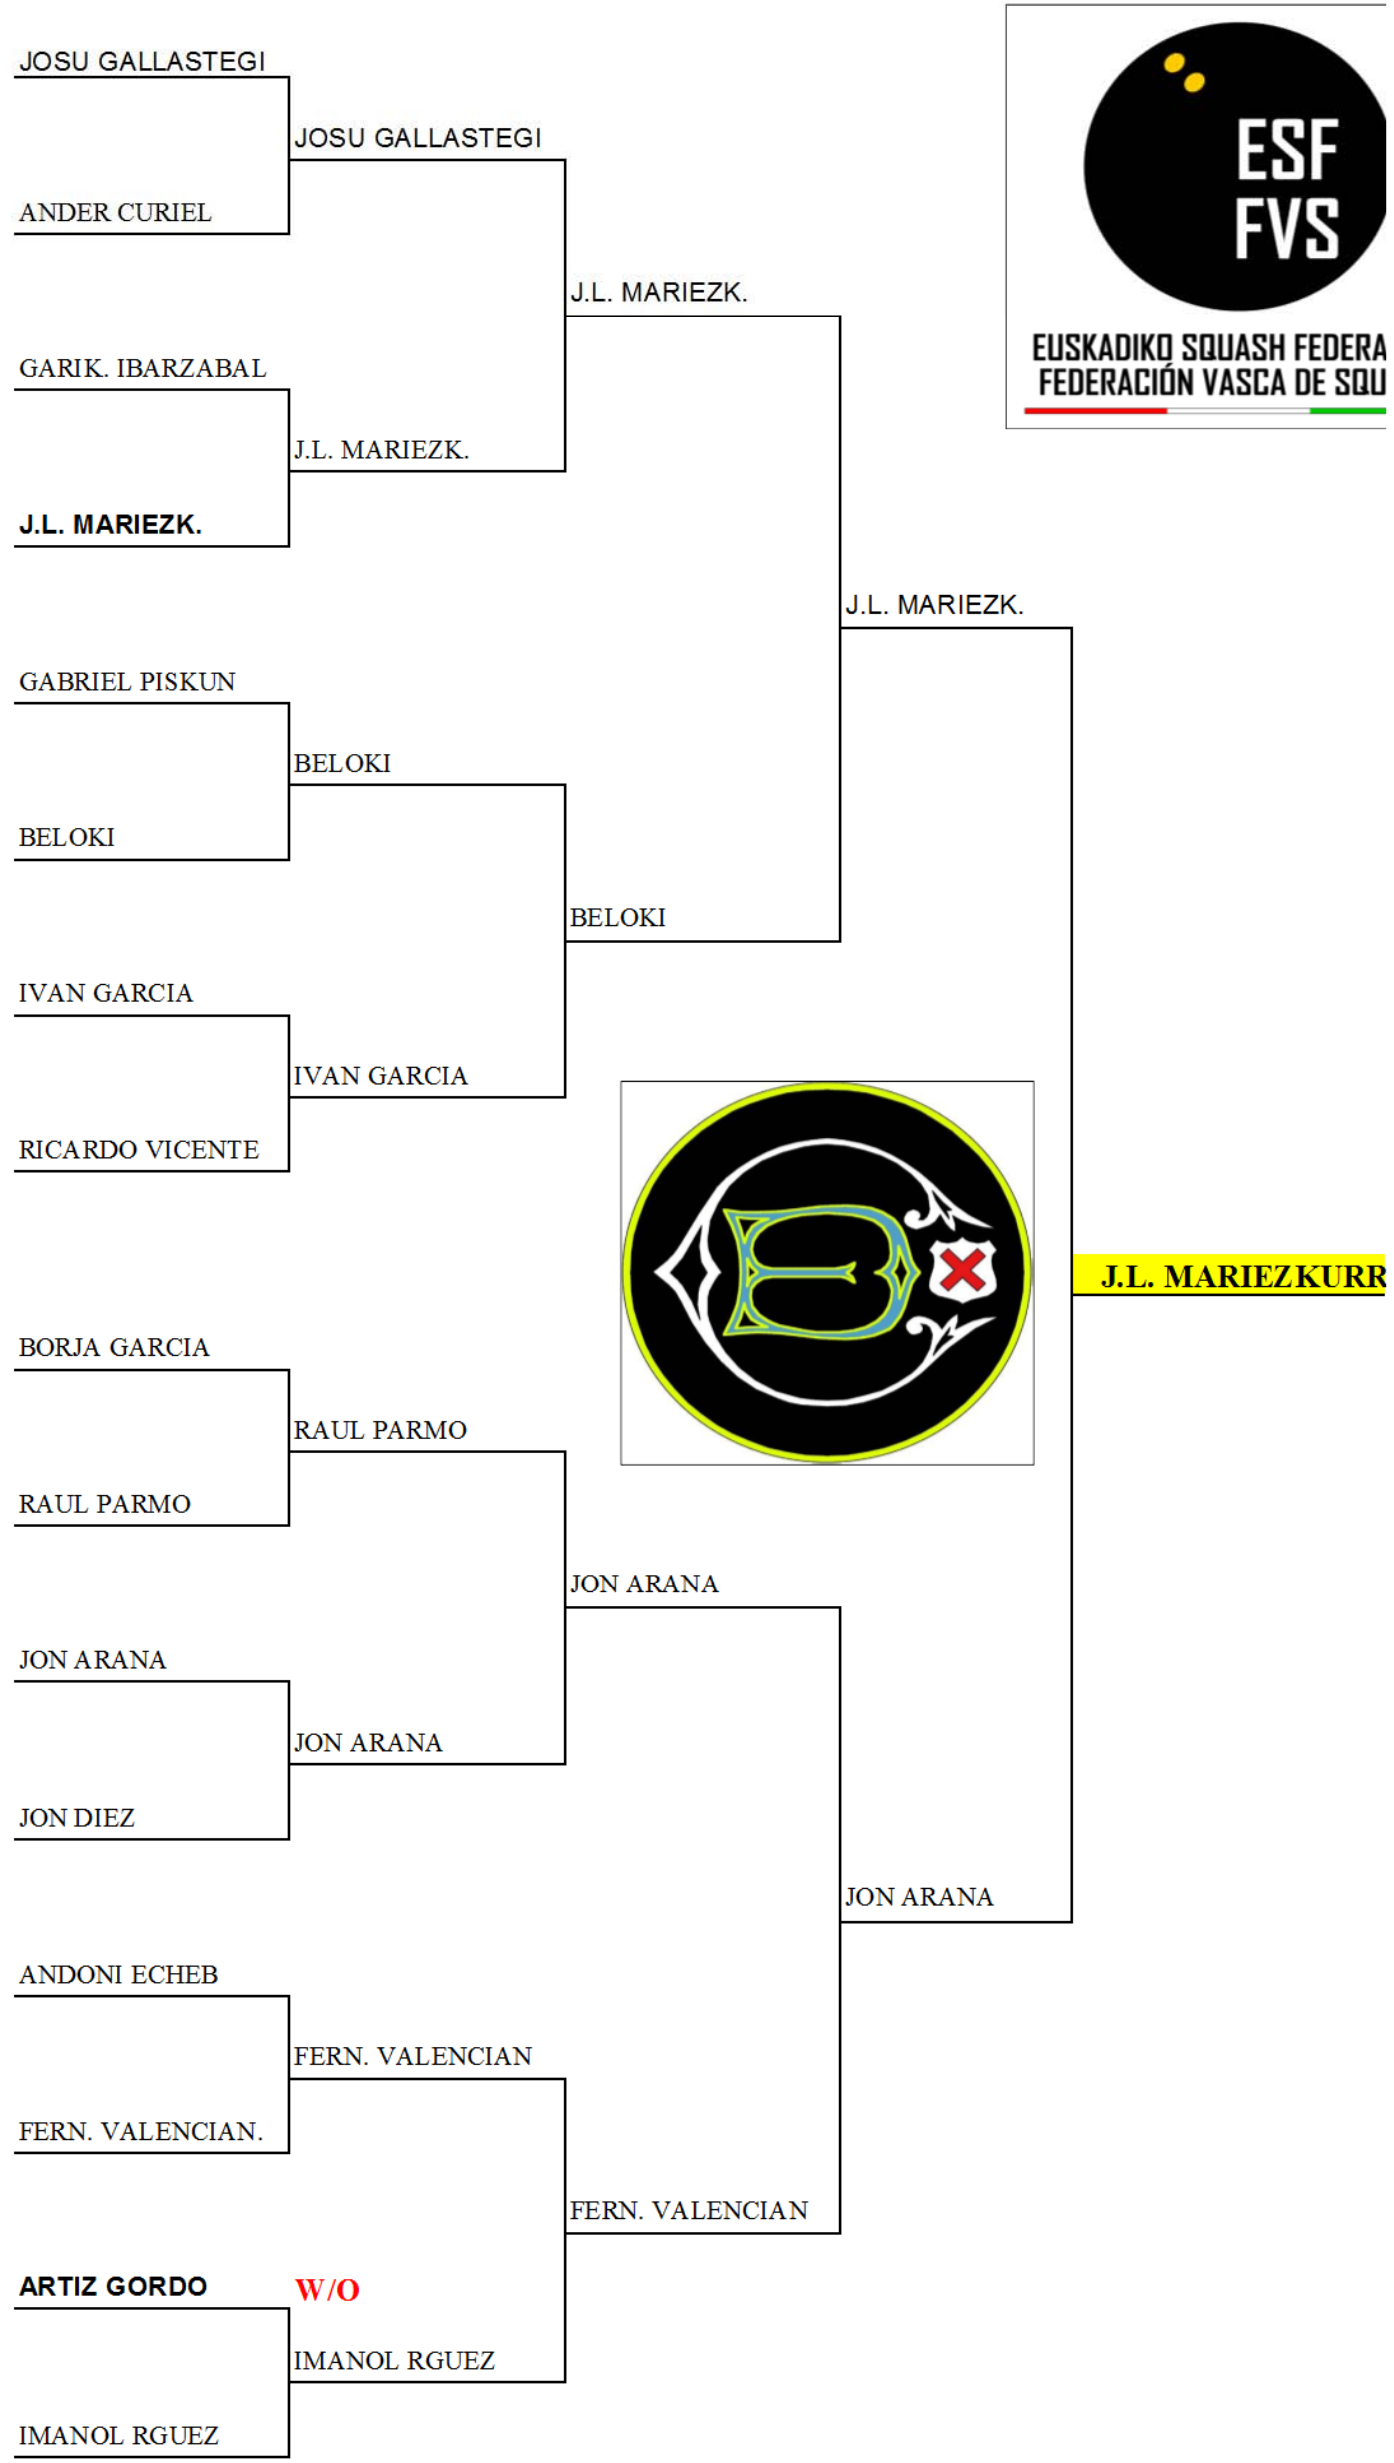 JOSU GALLASTEGI
JOSU GALLASTEGI
ANDER CURIEL
ESF
FVS
EUSKADIKO SQUASH FEDERA
FEDERACIÓN VASCA DE SQU
J.L. MARIEZK.
GARIK. IBARZABAL
J.L. MARIEZK.
J.L. MARIEZK.
J.L. MARIEZK.
GABRIEL PISKUN
BELOKI
BELOKI
BELOKI
IVAN GARCIA
IVAN GARCIA
RICARDO VICENTE
J.L. MARIEZKURR
BORJA GARCIA
RAUL PARMO
RAUL PARMO
JON ARANA
JON ARANA
JON ARANA
JON DIEZ
JON ARANA
ANDONI ECHEB
FERN. VALENCIAN
FERN. VALENCIAN.
FERN. VALENCIAN
ARTIZ GORDO
W/O
IMANOL RGUEZ
IMANOL RGUEZ